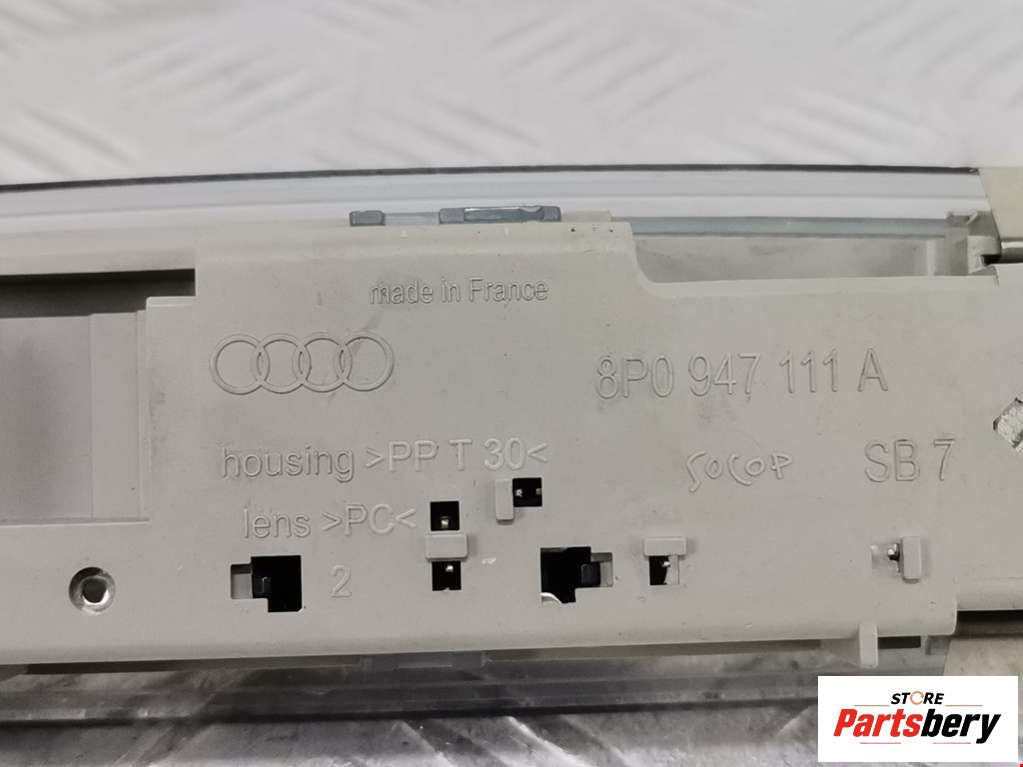 made in France
8P0 947 111 A
housing >PP T 30<
SOCOP
SB 7
lens >PC<
2
STORE
Partsbery